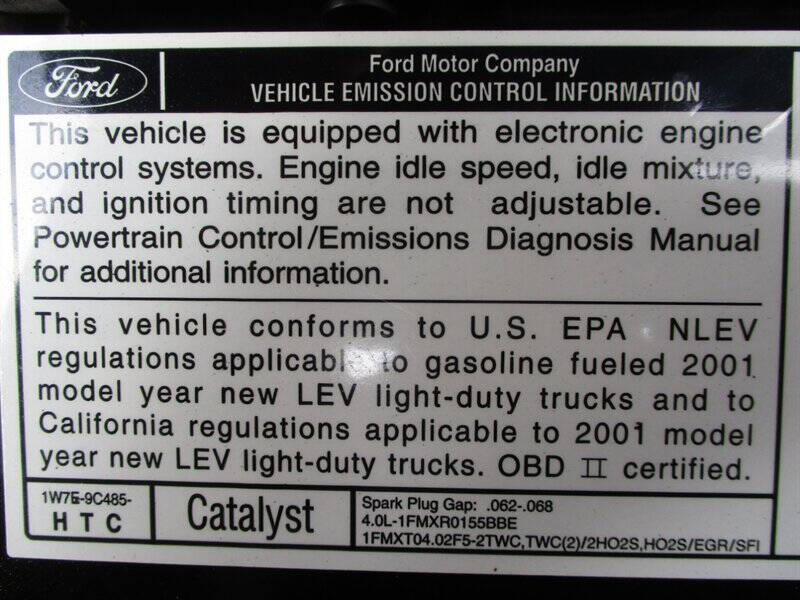 Ford
Ford Motor Company
VEHICLE EMISSION CONTROL INFORMATION
This vehicle is equipped with electronic engine
control systems. Engine idle speed, idle mixture,
and ignition timing are not adjustable. See
Powertrain Control/Emissions Diagnosis Manual
for additional information.
This vehicle conforms to U.S. EPA NLEV
regulations applicable to gasoline fueled 2001
model year new LEV light-duty trucks and to
California regulations applicable to 2001 model
year new LEV light-duty trucks. OBD II certified.
1W7E-9C485-
HTC
Catalyst
Spark Plug Gap: .062-.068
4.0L-1FMXR0155BBE
1FMXT04.02F5-2TWC,TWC(2)/2HO2S,HO2S/EGR/SFI